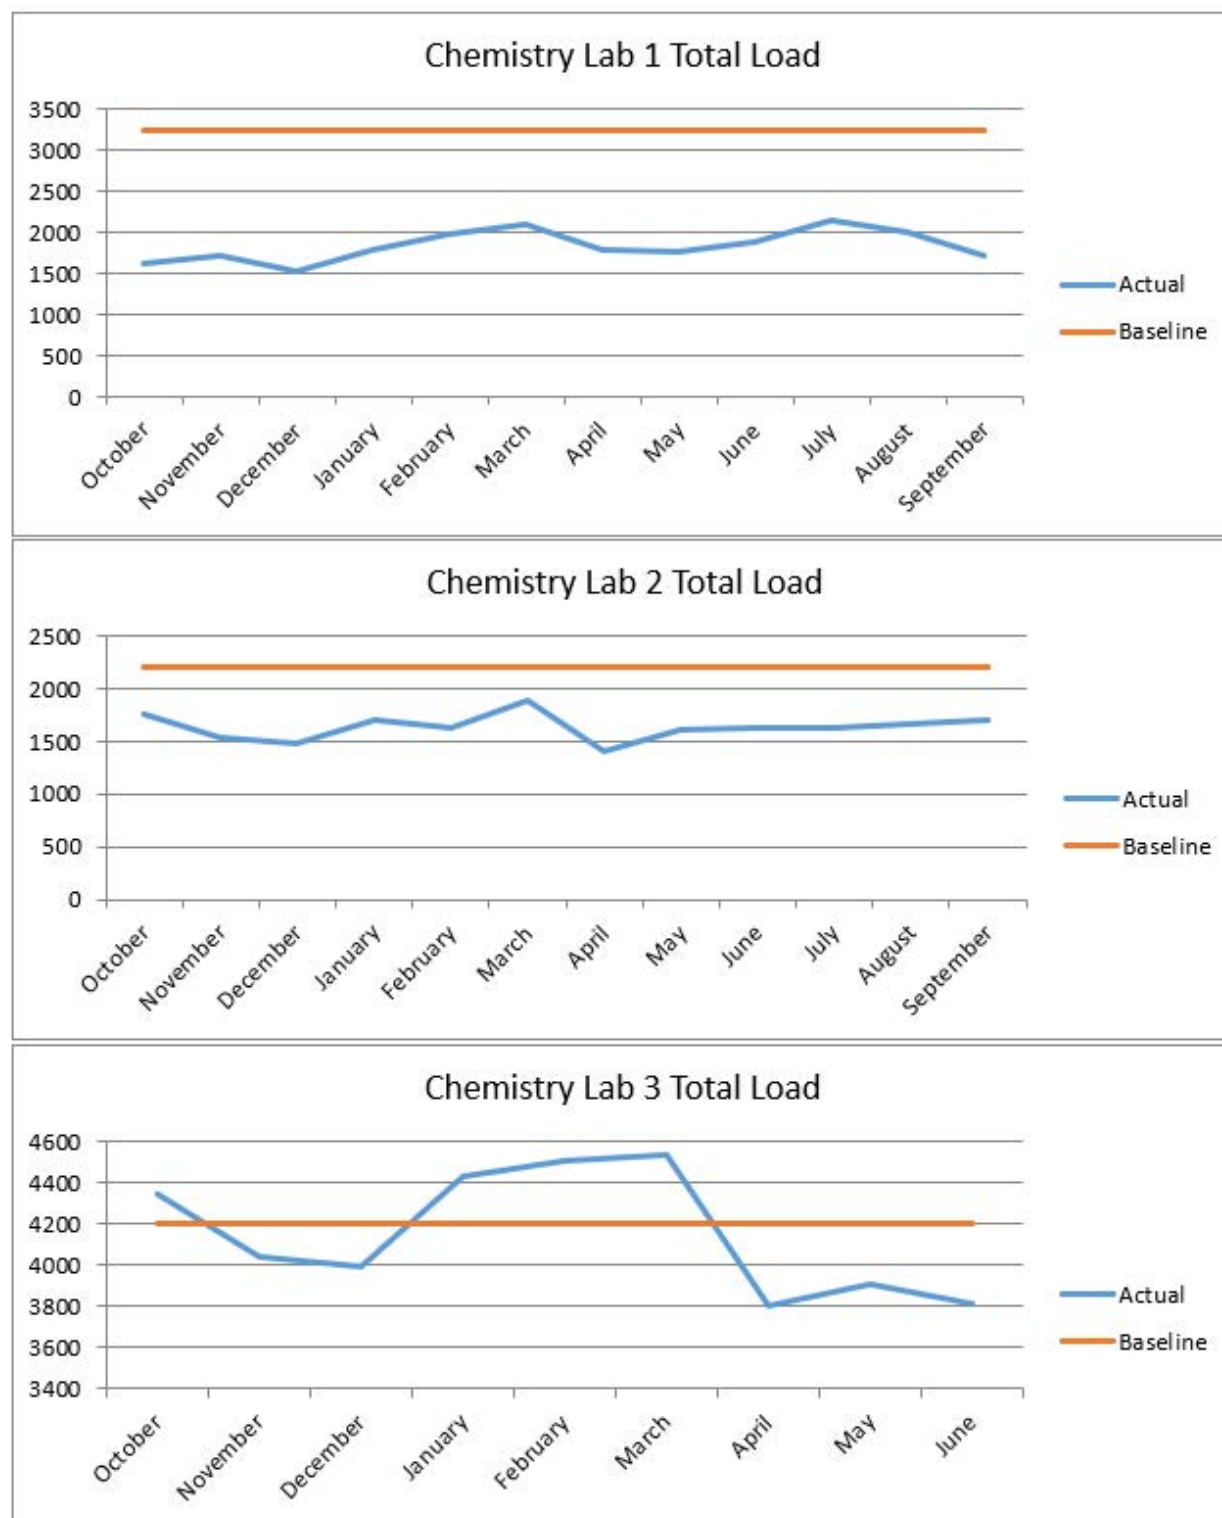 Chemistry Lab 1 Total Load
3500
3000
2500
2000
1500
1000
500
0
Actual
Baseline
October
November
December
January
February
March
April
May
June
July
August
September
Chemistry Lab 2 Total Load
2500
2000
1500
1000
500
0
Actual
Baseline
October
November
December
January
February
March
April
May
June
July
August
September
Chemistry Lab 3 Total Load
4600
4400
4200
4000
3800
3600
3400
Actual
Baseline
October
November
December
January
February
March
April
May
June